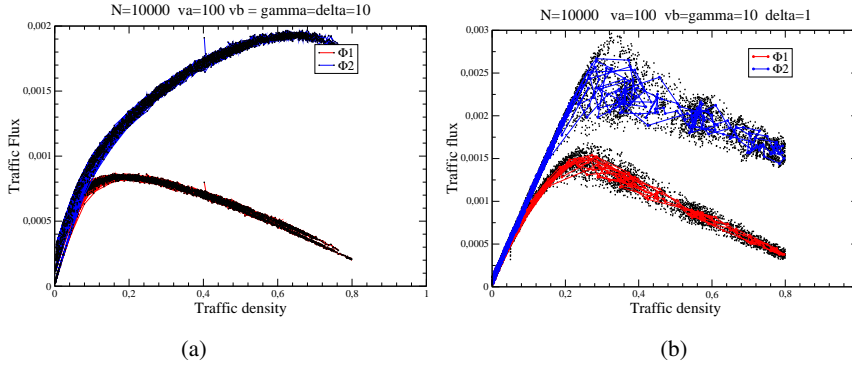 N=10000 va=100 vb = gamma=delta=10
0,002
0,0015
0,001
0,0005
0
Traffic Flux
Φ1
Φ2
0 0,2 0,4 0,6 0,8 1
Traffic density
(a)
N=10000 va=100 vb=gamma=10 delta=1
0,003
0,0025
0,002
0,0015
0,001
0,0005
0
Traffic flux
Φ1
Φ2
0 0,2 0,4 0,6 0,8
Traffic density
(b)